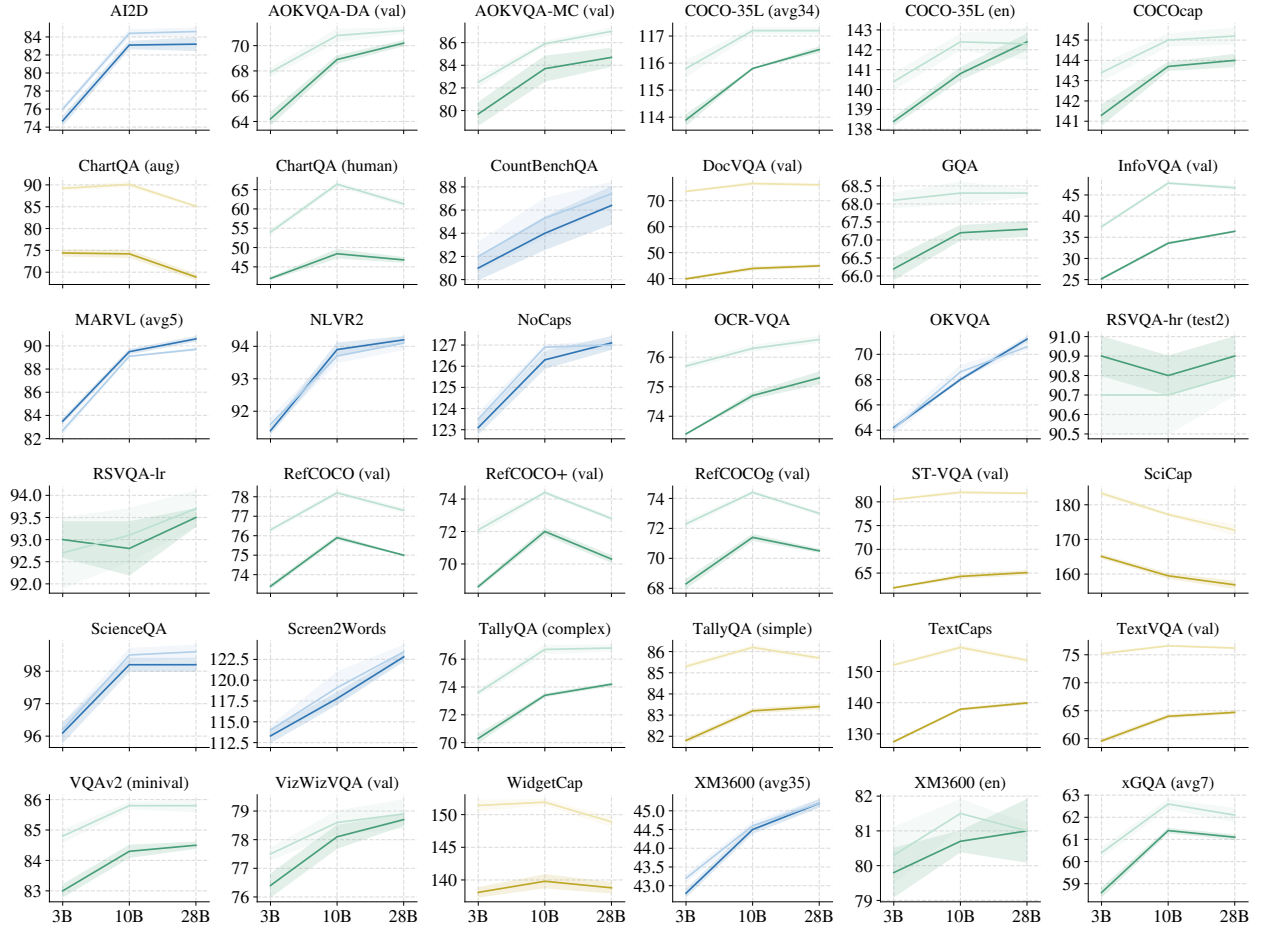 AI2D
84
82
80
78
76
74
AOKVQA-DA (val)
70
68
66
64
AOKVQA-MC (val)
86
84
82
80
COCO-35L (avg34)
117
116
114
COCO-35L (en)
143
142
141
140
139
138
COCOcap
145
144
143
142
141
ChartQA (aug)
90
85
80
75
70
ChartQA (human)
65
60
55
50
45
CountBenchQA
88
86
84
82
80
DocVQA (val)
70
60
50
40
GQA
68.5
68.0
67.5
67.0
66.5
66.0
InfoVQA (val)
45
40
35
30
25
MARVL (avg5)
90
88
86
84
82
NLVR2
94
93
92
NoCaps
127
126
125
124
123
OCR-VQA
76
75
74
OKVQA
70
68
66
64
RSVQA-hr (test2)
91.0
90.9
90.8
90.7
90.6
90.5
RSVQA-lr
94.0
93.5
93.0
92.5
92.0
RefCOCO (val)
78
77
75
74
RefCOCO+ (val)
74
72
70
RefCOCOg (val)
74
72
70
68
ST-VQA (val)
80
75
70
65
SciCap
180
170
160
ScienceQA
98
97
96
Screen2Words
122.5
120.0
117.5
115.0
112.5
TallyQA (complex)
76
74
72
70
TallyQA (simple)
86
85
83
82
TextCaps
150
140
130
TextVQA (val)
75
70
65
60
VQAv2 (minival)
86
85
84
83
3B
10B
28B
VizWizVQA (val)
79
78
77
76
3B
10B
28B
WidgetCap
150
140
3B
10B
28B
XM3600 (avg35)
45.0
44.5
44.0
43.5
43.0
3B
10B
28B
XM3600 (en)
82
81
80
79
3B
10B
28B
xGQA (avg7)
63
62
61
60
59
3B
10B
28B